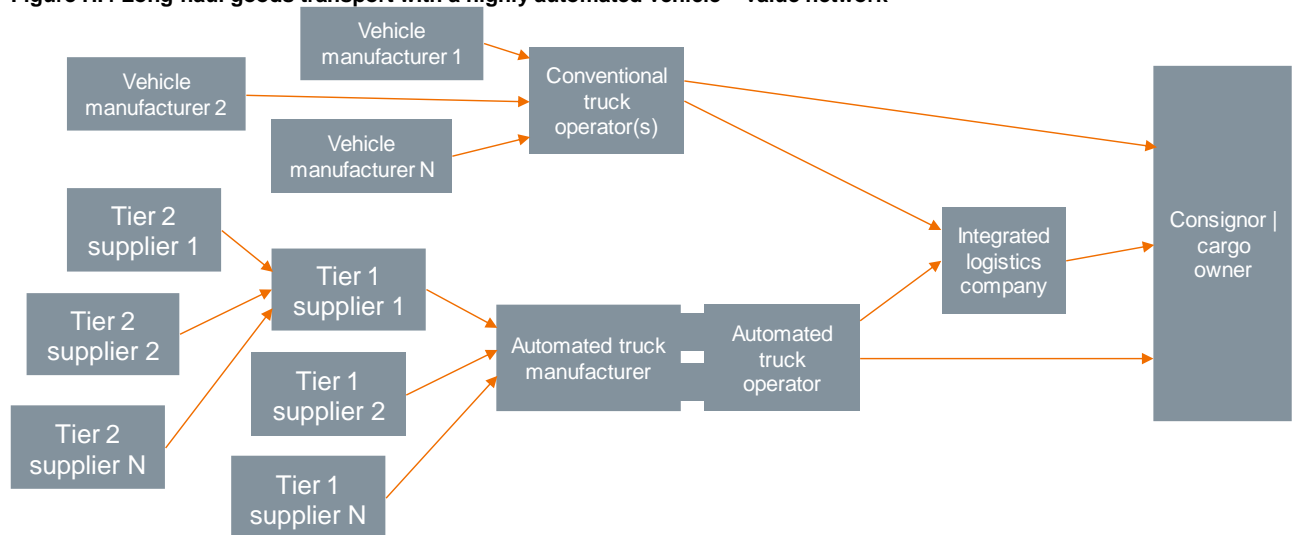 Vehicle
manufacturer 1
Vehicle
manufacturer 2
Conventional
truck
operator(s)
Vehicle
manufacturer N
Tier 2
supplier 1
Integrated
logistics
company
Consignor |
cargo
owner
Tier 1
supplier 1
Tier 2
supplier 2
Automated truck
manufacturer
Automated
truck
operator
Tier 1
supplier 2
Tier 2
supplier N
Tier 1
supplier N